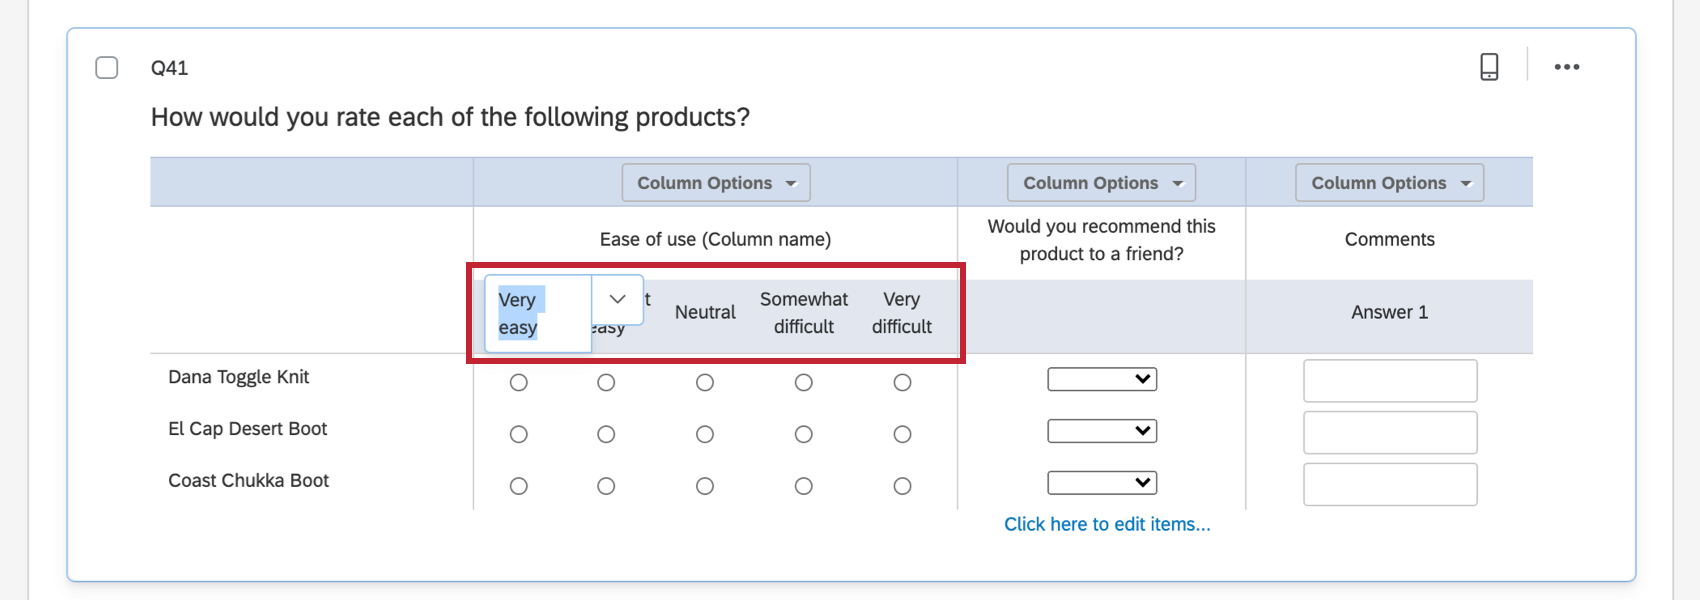 Q41
How would you rate each of the following products?
Column Options
Column Options
Column Options
Ease of use (Column name)
Would you recommend this
product to a friend?
Comments
Very
easy
t
easy
Neutral
Somewhat
difficult
Very
difficult
Answer 1
Dana Toggle Knit
El Cap Desert Boot
Coast Chukka Boot
Click here to edit items...